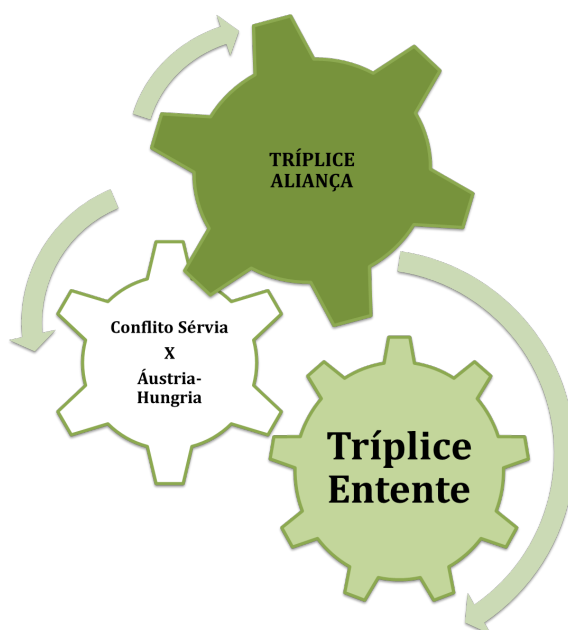 TRÍPLICE
ALIANÇA
Conflito Sérvia
X
Áustria-
Hungria
Tríplice
Entente